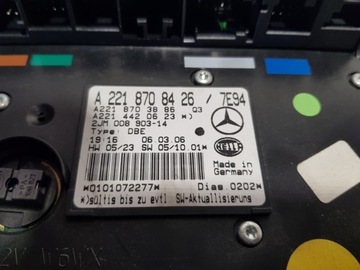 A 221 870 84 26 / 7E94
A221 870 38 86 Q3
A221 442 06 23 *)
2JM 008 903-14
Type: DBE
19:16 06.03.06
HW 05/23 SW 05/10.01*)
HELLA
Made in
Germany
*0101072277* Diag.0202*
*)gültig bis zu evtl SW-Aktuallisierung